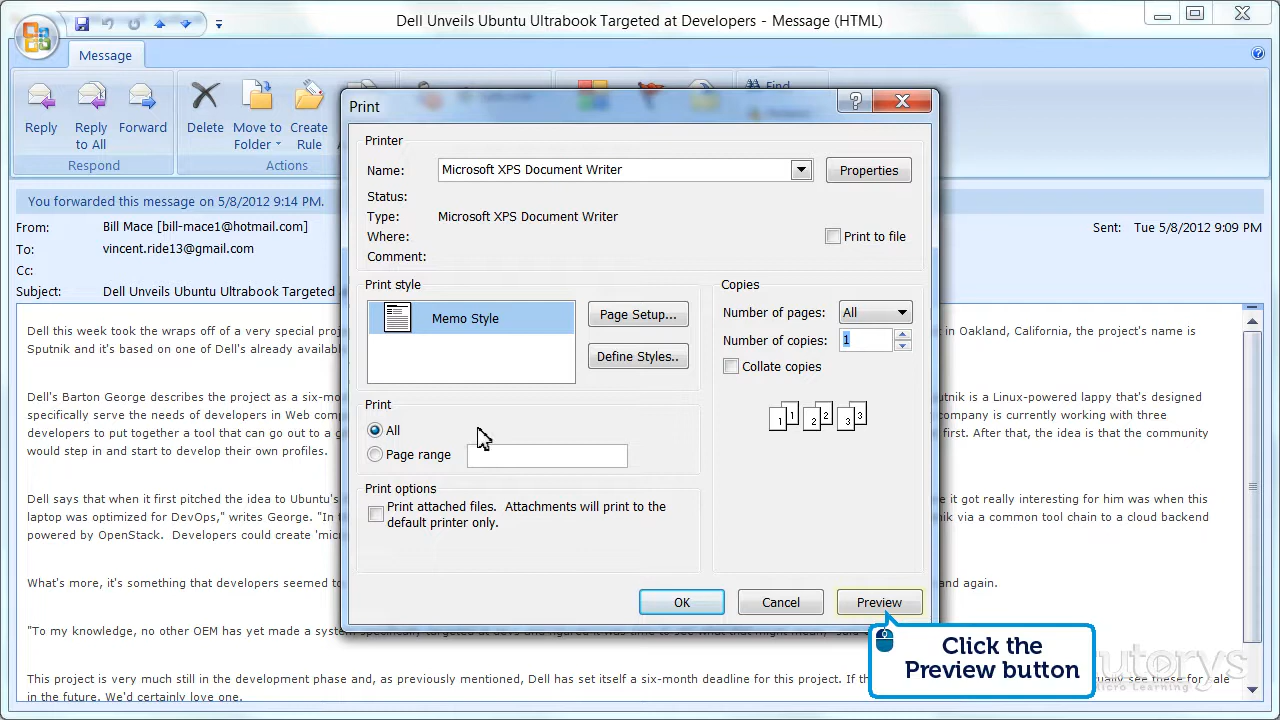 Dell Unveils Ubuntu Ultrabook Targeted at Developers - Message (HTML)
Message
Reply
Reply to All
Forward
Delete
Move to Folder
Create Rule
Find
Respond
Actions
You forwarded this message on 5/8/2012 9:14 PM.
From: Bill Mace [bill-mace1@hotmail.com]
Sent: Tue 5/8/2012 9:09 PM
To: vincent.ride13@gmail.com
Cc:
Subject: Dell Unveils Ubuntu Ultrabook Targeted
Dell this week took the wraps off of a very special in Oakland, California, the project's name is
Sputnik and it's based on one of Dell's already
Dell's Barton George describes the project as a is a Linux-powered lappy that's designed
specifically serve the needs of developers in Web company is currently working with three
developers to put together a tool that can go out to a first. After that, the idea is that the community
would step in and start to develop their own profiles.
Dell says that when it first pitched the idea to Ubuntu's it got really interesting for him was when this
laptop was optimized for DevOps," writes George. "In via a common tool chain to a cloud backend
powered by OpenStack. Developers could create
What's more, it's something that developers seemed to and again.
"To my knowledge, no other OEM has yet made a
This project is very much still in the development phase and, as previously mentioned, Dell has set itself a six-month deadline for this project. If see these for sale
in the future. We'd certainly love one.
Print
Printer
Name: Microsoft XPS Document Writer
Properties
Status:
Type: Microsoft XPS Document Writer
Where:
Print to file
Comment:
Print style
Memo Style
Page Setup...
Define Styles..
Copies
Number of pages: All
Number of copies: 1
Collate copies
1 1 2 2 3 3
Print
All
Page range
Print options
Print attached files. Attachments will print to the
default printer only.
OK
Cancel
Preview
Click the
Preview button
utorys
Micro Learning